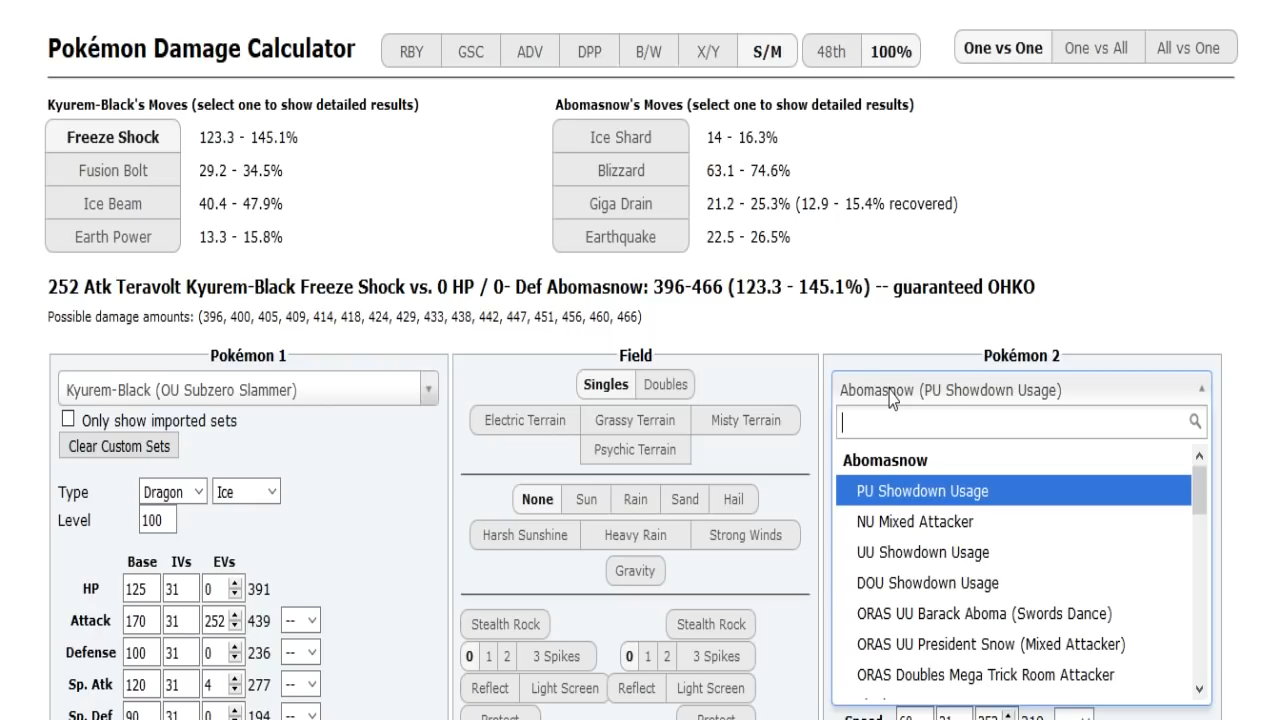 Pokémon Damage Calculator RBY GSC ADV DPP B/W X/Y S/M 48th 100% One vs One One vs All All vs One
Kyurem-Black's Moves (select one to show detailed results) Abomasnow's Moves (select one to show detailed results)
Freeze Shock 123.3 - 145.1% Ice Shard 14 - 16.3%
Fusion Bolt 29.2 - 34.5% Blizzard 63.1 - 74.6%
Ice Beam 40.4 - 47.9% Giga Drain 21.2 - 25.3% (12.9 - 15.4% recovered)
Earth Power 13.3 - 15.8% Earthquake 22.5 - 26.5%
252 Atk Teravolt Kyurem-Black Freeze Shock vs. 0 HP / 0- Def Abomasnow: 396-466 (123.3 - 145.1%) -- guaranteed OHKO
Possible damage amounts: (396, 400, 405, 409, 414, 418, 424, 429, 433, 438, 442, 447, 451, 456, 460, 466)
Pokémon 1 Field Pokémon 2
Kyurem-Black (OU Subzero Slammer) Singles Doubles Abomasnow (PU Showdown Usage)
Only show imported sets Electric Terrain Grassy Terrain Misty Terrain
Clear Custom Sets Psychic Terrain Abomasnow
Type Dragon Ice None Sun Rain Sand Hail PU Showdown Usage
Level 100 Harsh Sunshine Heavy Rain Strong Winds NU Mixed Attacker
Base IVs EVs Gravity UU Showdown Usage
HP 125 31 0 391 DOU Showdown Usage
Attack 170 31 252 439 -- Stealth Rock Stealth Rock ORAS UU Barack Aboma (Swords Dance)
Defense 100 31 0 236 -- 0 1 2 3 Spikes 0 1 2 3 Spikes ORAS UU President Snow (Mixed Attacker)
Sp. Atk 120 31 4 277 -- Reflect Light Screen Reflect Light Screen ORAS Doubles Mega Trick Room Attacker
Sp. Def 90 31 0 194 -- Protect Protect Speed 60 31 252 219